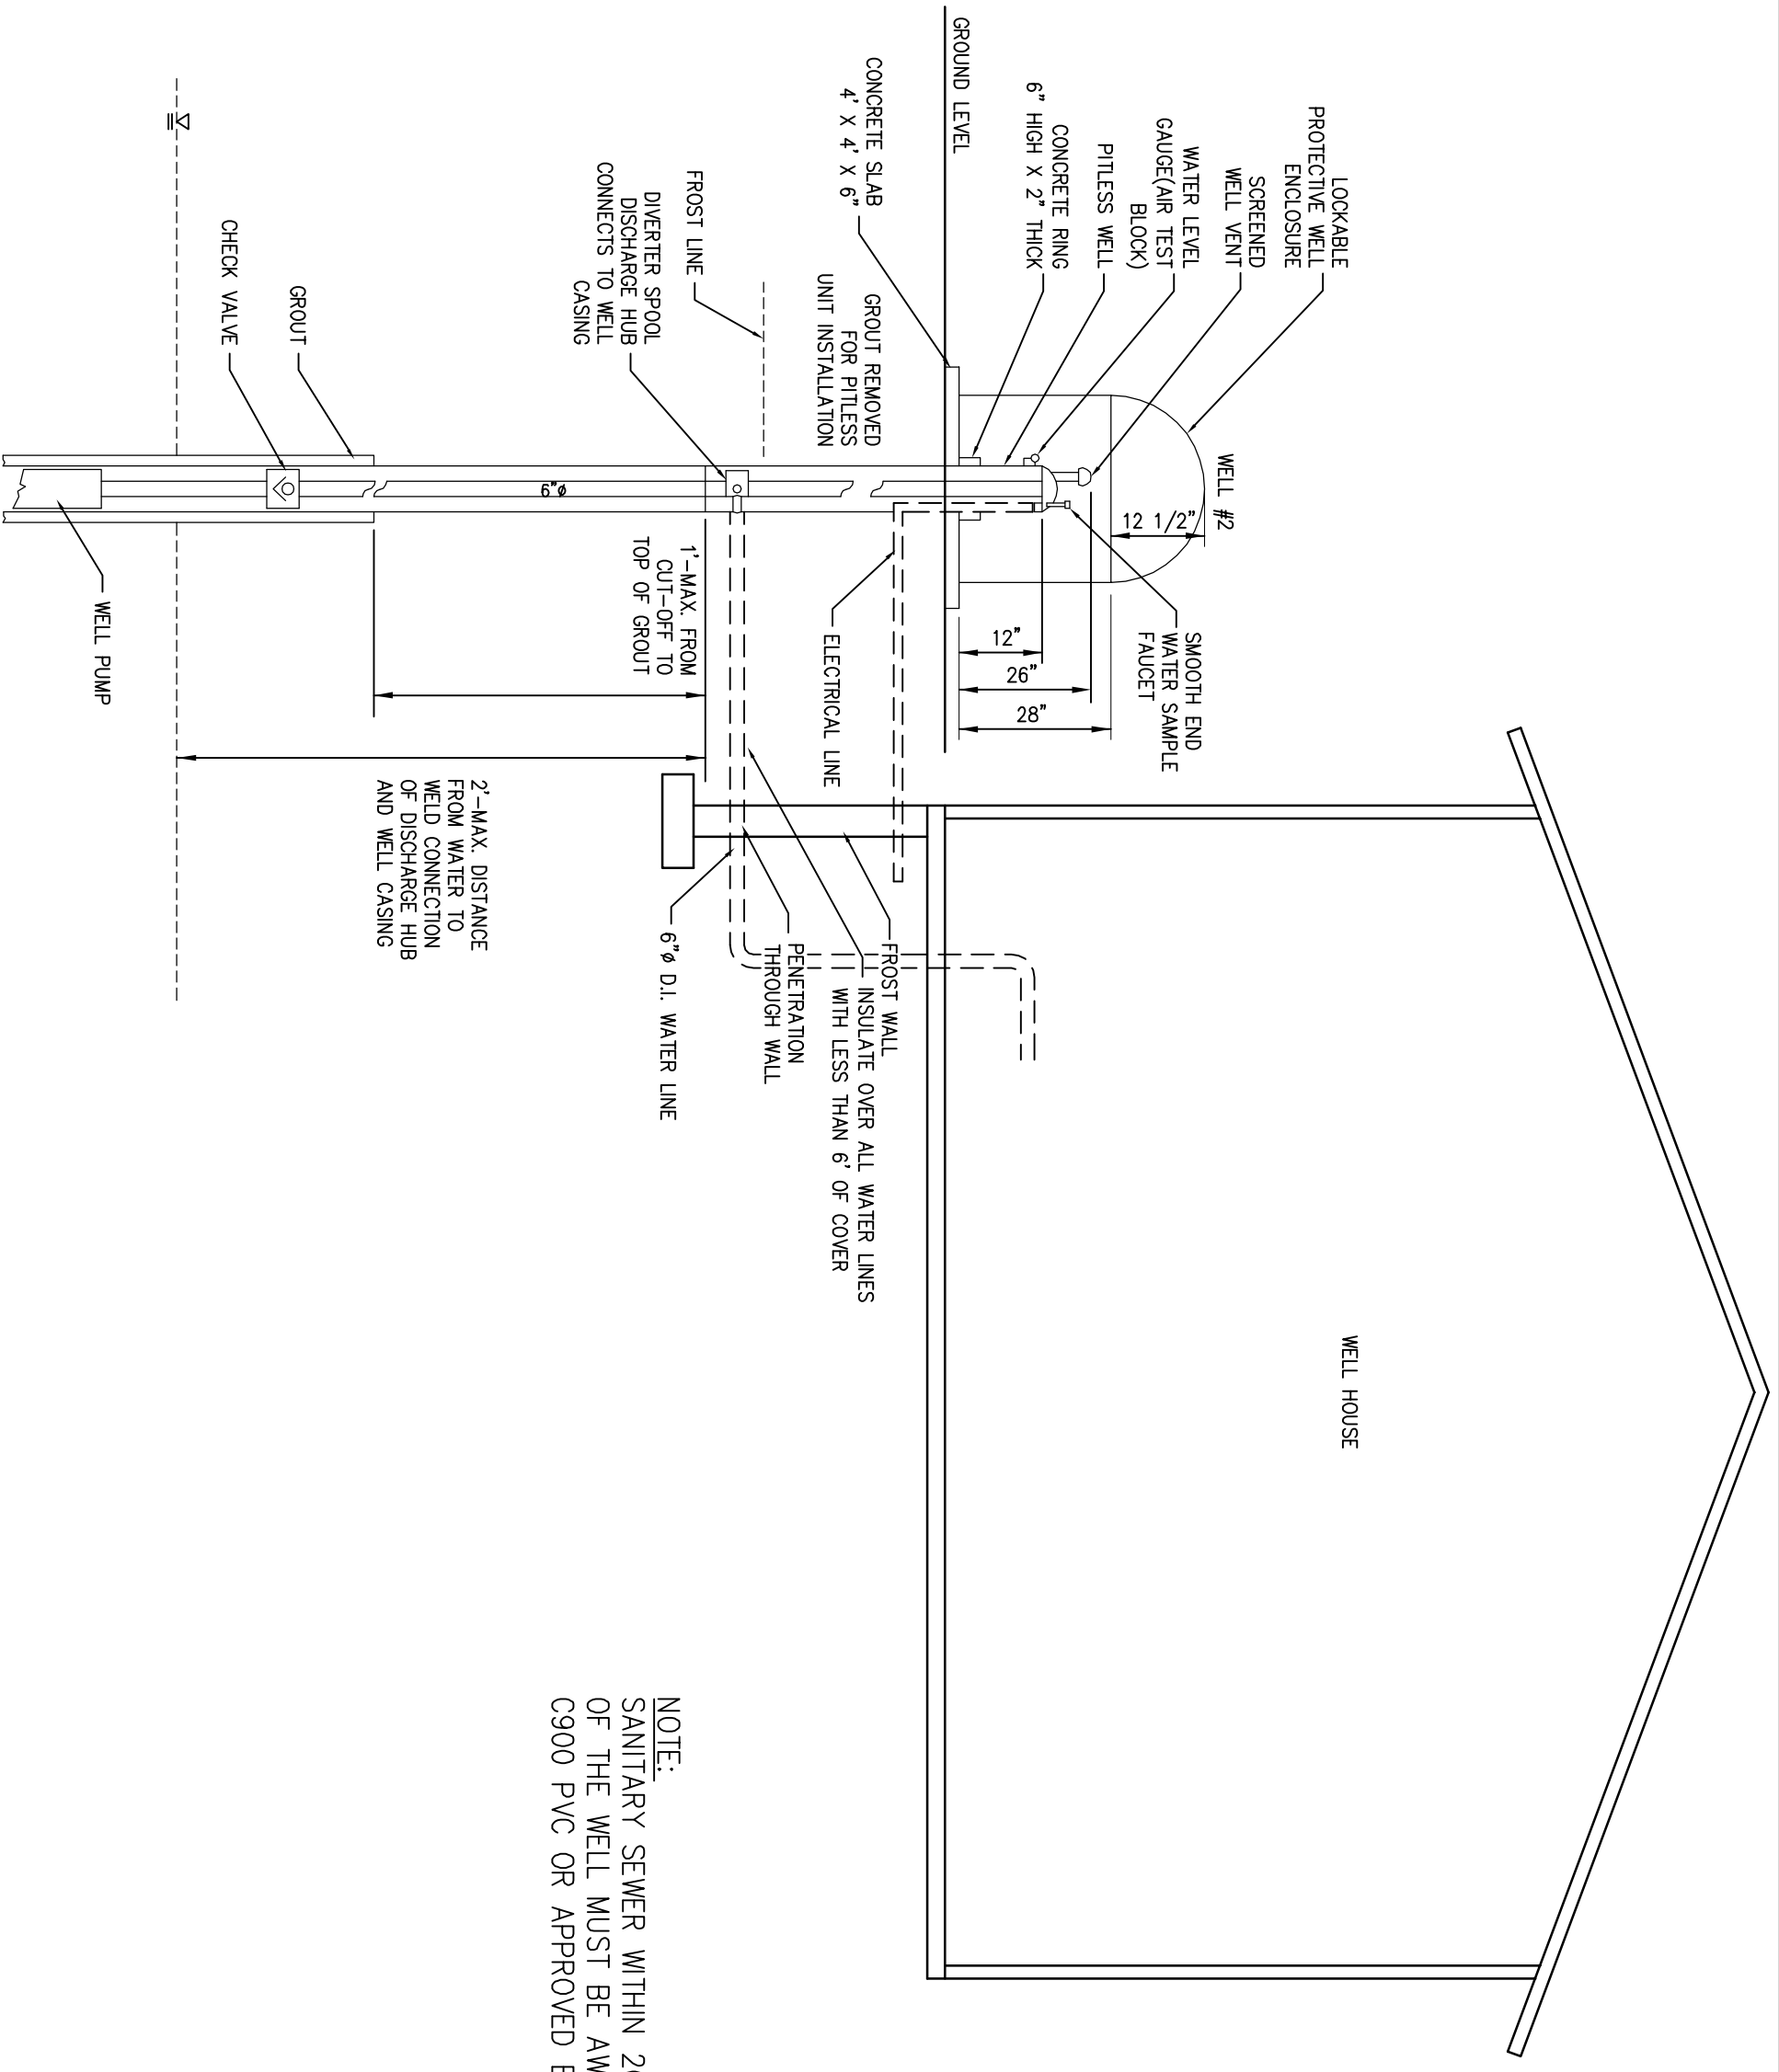 LOCKABLE
PROTECTIVE WELL
ENCLOSURE
SCREENED
WELL VENT
WATER LEVEL
GAUGE(AIR TEST
BLOCK)
PITLESS WELL
CONCRETE RING
6" HIGH X 2" THICK
GROUND LEVEL
CONCRETE SLAB
4' X 4' X 6"
GROUT REMOVED
FOR PITLESS
UNIT INSTALLATION
FROST LINE
DIVERTER SPOOL
DISCHARGE HUB
CONNECTS TO WELL
CASING
GROUT
CHECK VALVE
WELL #2
12 1/2"
12"
26"
28"
SMOOTH END
WATER SAMPLE
FAUCET
ELECTRICAL LINE
6"ø
1'-MAX. FROM
CUT-OFF TO
TOP OF GROUT
WELL PUMP
2'-MAX. DISTANCE
FROM WATER TO
WELD CONNECTION
OF DISCHARGE HUB
AND WELL CASING
FROST WALL
INSULATE OVER ALL WATER LINES
WITH LESS THAN 6' OF COVER
PENETRATION
THROUGH WALL
6"ø D.I. WATER LINE
WELL HOUSE
NOTE:
SANITARY SEWER WITHIN
OF THE WELL MUST BE
C900 PVC OR APPROVED